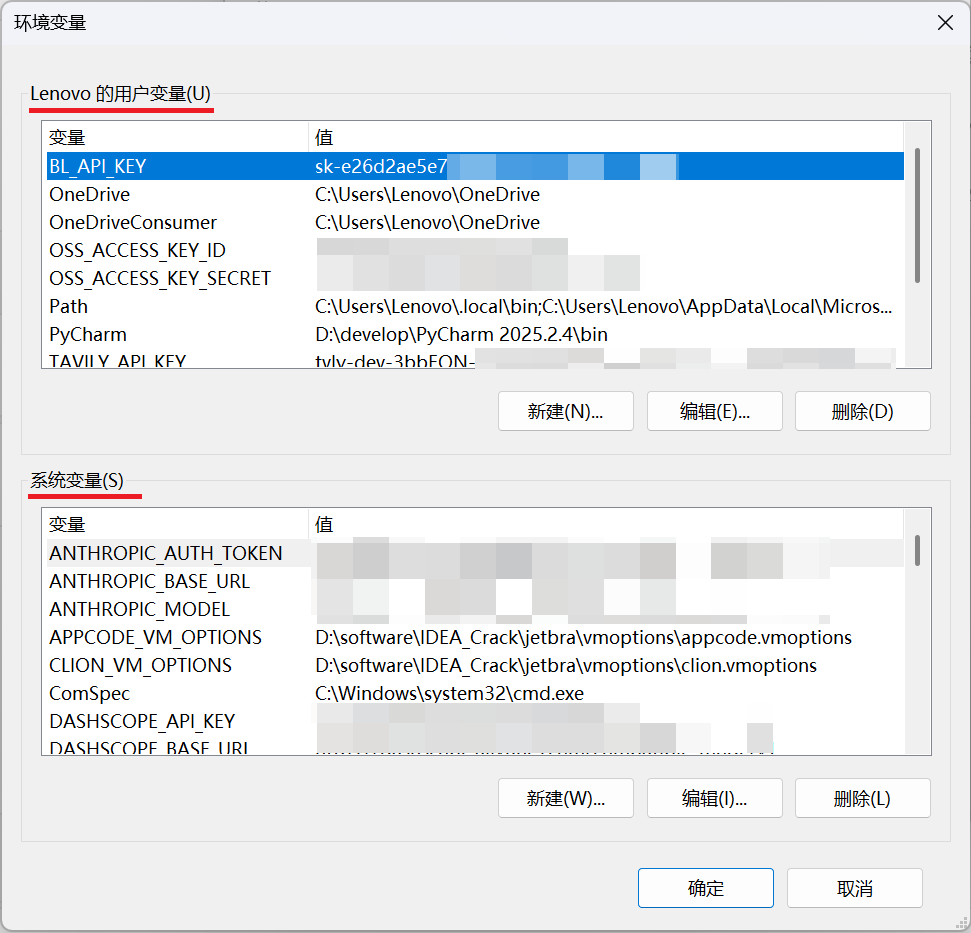 环境变量
Lenovo 的用户变量(U)
变量 值
BL_API_KEY sk-e26d2ae5e7
OneDrive C:\Users\Lenovo\OneDrive
OneDriveConsumer C:\Users\Lenovo\OneDrive
OSS_ACCESS_KEY_ID
OSS_ACCESS_KEY_SECRET
Path C:\Users\Lenovo\.local\bin;C:\Users\Lenovo\AppData\Local\Micros...
PyCharm D:\develop\PyCharm 2025.2.4\bin
TAVILY_API_KEY tvly-dev-3bbFON-
新建(N)... 编辑(E)... 删除(D)
系统变量(S)
变量 值
ANTHROPIC_AUTH_TOKEN
ANTHROPIC_BASE_URL
ANTHROPIC_MODEL
APPCODE_VM_OPTIONS D:\software\IDEA_Crack\jetbra\vmoptions\appcode.vmoptions
CLION_VM_OPTIONS D:\software\IDEA_Crack\jetbra\vmoptions\clion.vmoptions
ComSpec C:\Windows\system32\cmd.exe
DASHSCOPE_API_KEY
DASHSCOPE_BASE_URL
新建(W)... 编辑(I)... 删除(L)
确定 取消